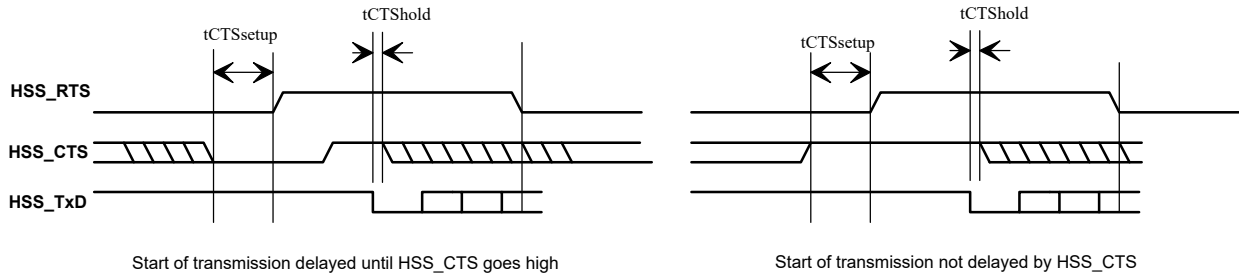 tCTShold
tCTSsetup
tCTShold
tCTSsetup
HSS_RTS
HSS_CTS
HSS_TxD
Start of transmission delayed until HSS_CTS goes high
Start of transmission not delayed by HSS_CTS